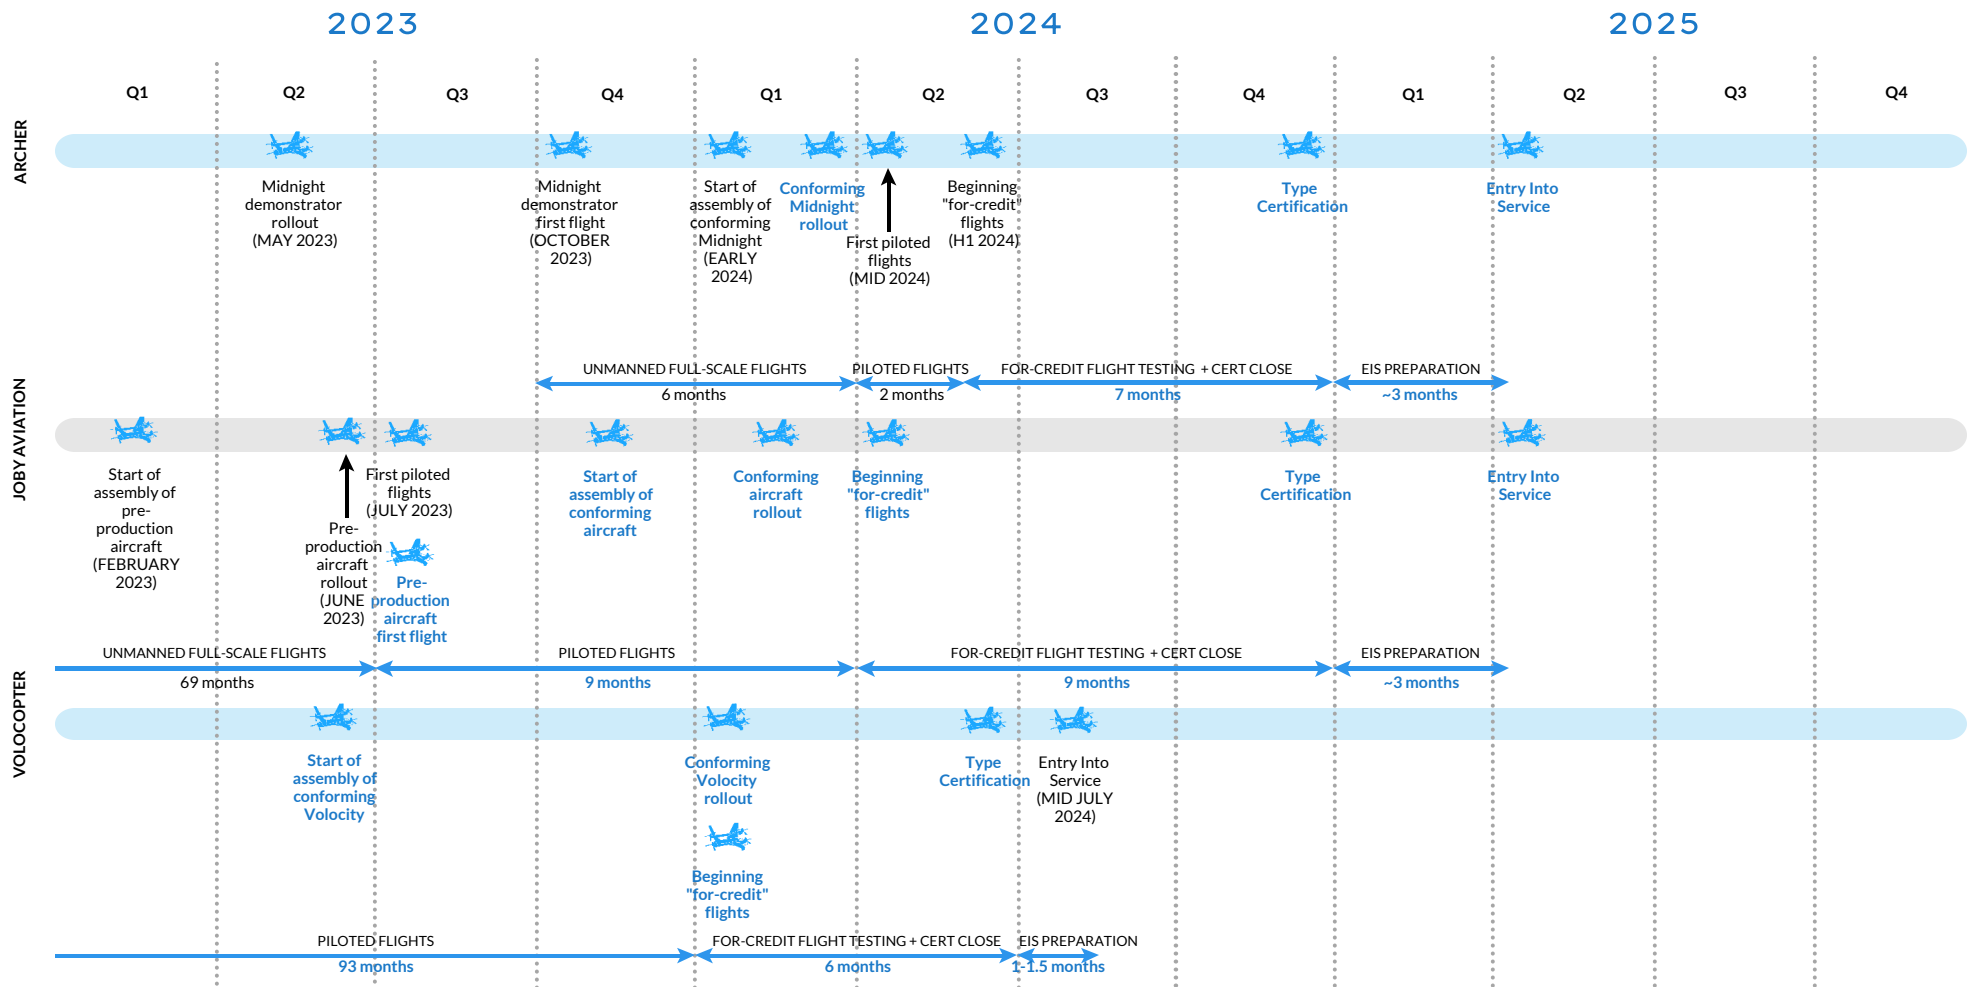 2023
2024
2025
Q1
Q2
Q3
Q4
Q1
Q2
Q3
Q4
Q1
Q2
Q3
Q4
ARCHER
Midnight
demonstrator
rollout
(MAY 2023)
Midnight
demonstrator
first flight
(OCTOBER
2023)
Start of
assembly of
conforming
Midnight
(EARLY
2024)
Conforming
Midnight
rollout
First piloted
flights
(MID 2024)
Beginning
"for-credit"
flights
(H1 2024)
Type
Certification
Entry Into
Service
UNMANNED FULL-SCALE FLIGHTS
6 months
PILOTED FLIGHTS
2 months
FOR-CREDIT FLIGHT TESTING + CERT CLOSE
7 months
EIS PREPARATION
~3 months
JOBY AVIATION
Start of
assembly of
pre-
production
aircraft
(FEBRUARY
2023)
Pre-
production
aircraft
rollout
(JUNE
2023)
First piloted
flights
(JULY 2023)
Pre-
production
aircraft
first flight
Start of
assembly of
conforming
aircraft
Conforming
aircraft
rollout
Beginning
"for-credit"
flights
Type
Certification
Entry Into
Service
UNMANNED FULL-SCALE FLIGHTS
69 months
PILOTED FLIGHTS
9 months
FOR-CREDIT FLIGHT TESTING + CERT CLOSE
9 months
EIS PREPARATION
~3 months
VOLOCOPTER
Start of
assembly of
conforming
Volocity
Conforming
Volocity
rollout
Beginning
"for-credit"
flights
Type
Certification
Entry Into
Service
(MID JULY
2024)
PILOTED FLIGHTS
93 months
FOR-CREDIT FLIGHT TESTING + CERT CLOSE
6 months
EIS PREPARATION
1-1.5 months